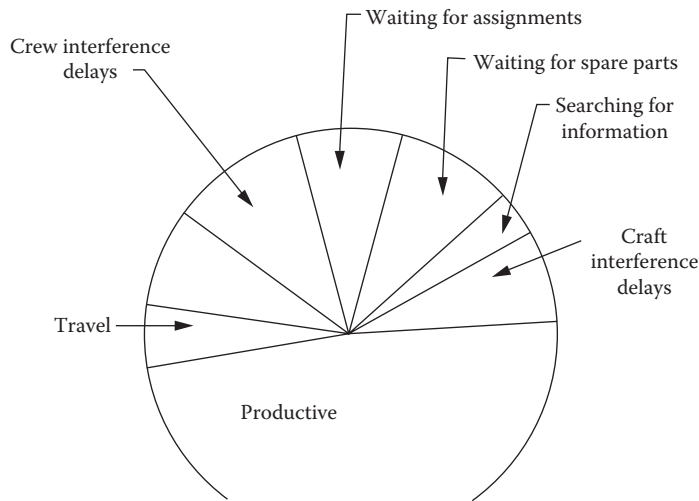 Waiting for assignments
Crew interference
delays
Waiting for spare parts
Searching for
information
Craft
interference
delays
Travel
Productive